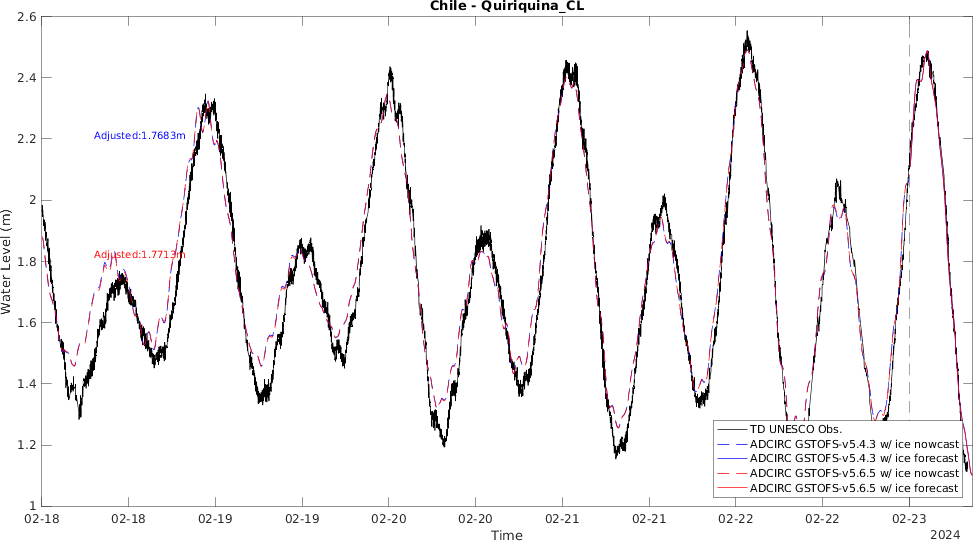 Chile - Quiriquina_CL
2.6
2.4
2.2
2
1.8
1.6
1.4
1.2
1
Water Level (m)
Adjusted:1.7683m
Adjusted:1.7713m
TD UNESCO Obs.
ADCIRC GSTOFS-v5.4.3 w/ ice nowcast
ADCIRC GSTOFS-v5.4.3 w/ ice forecast
ADCIRC GSTOFS-v5.6.5 w/ ice nowcast
ADCIRC GSTOFS-v5.6.5 w/ ice forecast
02-18 02-18 02-19 02-19 02-20 02-20 02-21 02-21 02-22 02-22 02-23
Time
2024